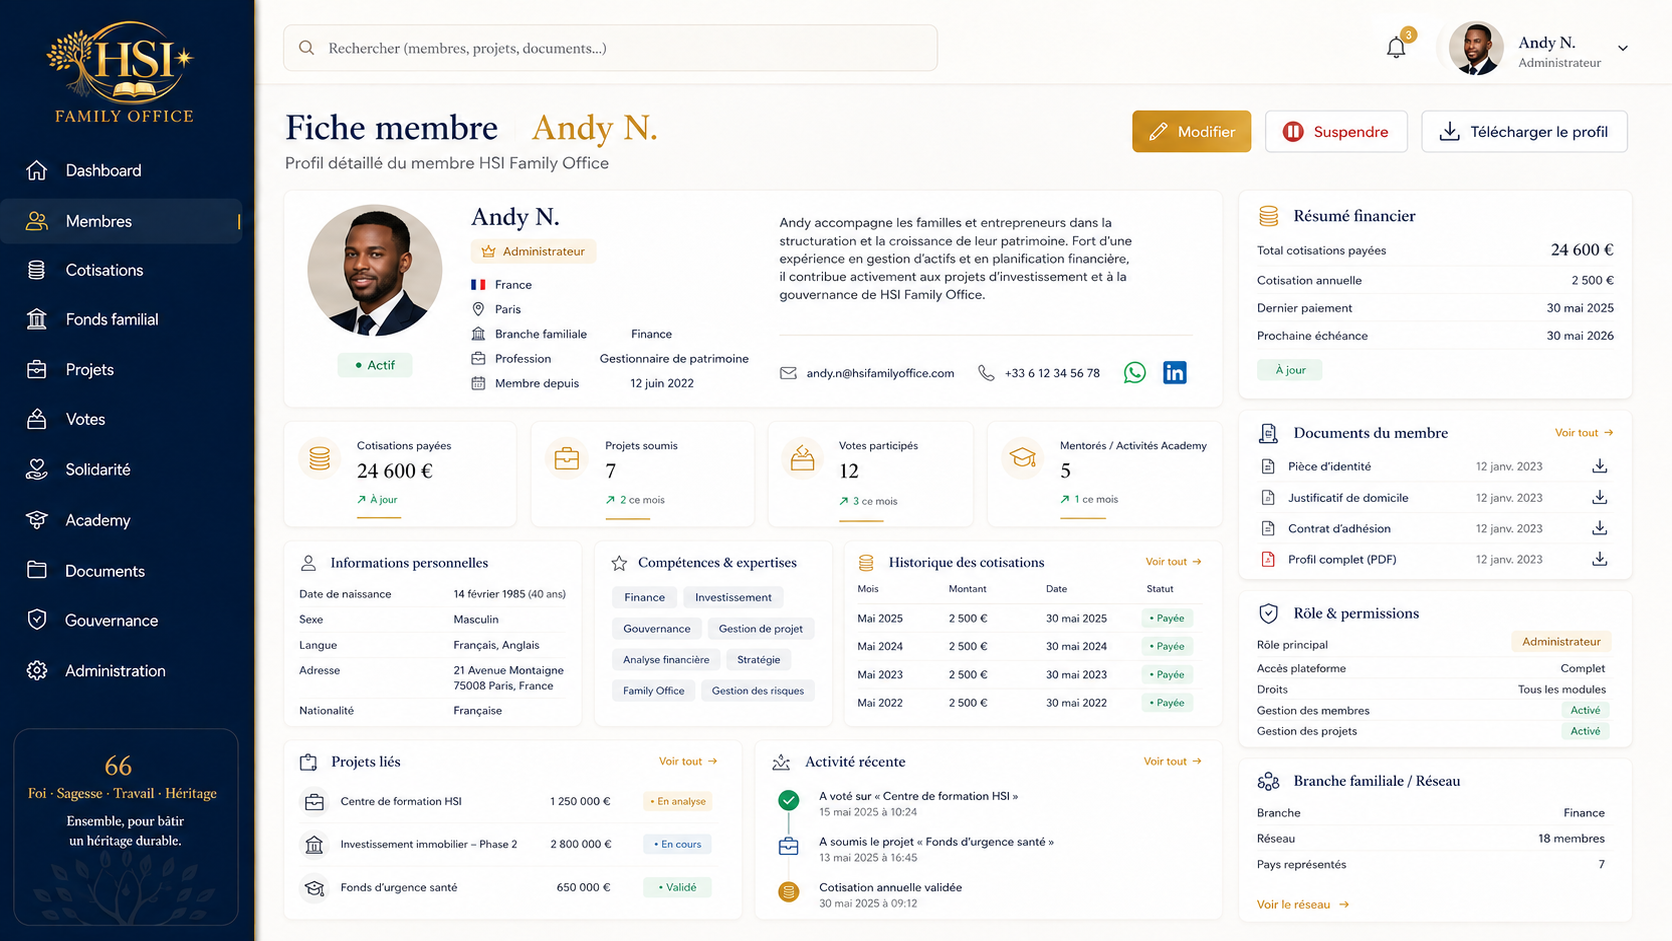 HSI
FAMILY OFFICE
Dashboard
Membres
Cotisations
Fonds familial
Projets
Votes
Solidarité
Academy
Documents
Gouvernance
Administration
66
Foi · Sagesse · Travail · Héritage
Ensemble, pour bâtir
un héritage durable.
Rechercher (membres, projets, documents...)
3
Andy N.
Administrateur
Fiche membre Andy N.
Profil détaillé du membre HSI Family Office
Modifier
Suspendre
Télécharger le profil
Actif
Andy N.
Administrateur
France
Paris
Branche familiale Finance
Profession Gestionnaire de patrimoine
Membre depuis 12 juin 2022
Andy accompagne les familles et entrepreneurs dans la
structuration et la croissance de leur patrimoine. Fort d'une
expérience en gestion d'actifs et en planification financière,
il contribue activement aux projets d'investissement et à la
gouvernance de HSI Family Office.
andy.n@hsifamilyoffice.com
+33 6 12 34 56 78
in
Cotisations payées
24 600 €
↗ À jour
Projets soumis
7
↗ 2 ce mois
Votes participés
12
↗ 3 ce mois
Mentorés / Activités Academy
5
↗ 1 ce mois
Informations personnelles
Date de naissance 14 février 1985 (40 ans)
Sexe Masculin
Langue Français, Anglais
Adresse 21 Avenue Montaigne
75008 Paris, France
Nationalité Française
Compétences & expertises
Finance Investissement
Gouvernance Gestion de projet
Analyse financière Stratégie
Family Office Gestion des risques
Historique des cotisations Voir tout →
Mois Montant Date Statut
Mai 2025 2 500 € 30 mai 2025 • Payée
Mai 2024 2 500 € 30 mai 2024 • Payée
Mai 2023 2 500 € 30 mai 2023 • Payée
Mai 2022 2 500 € 30 mai 2022 • Payée
Projets liés Voir tout →
Centre de formation HSI 1 250 000 € • En analyse
Investissement immobilier – Phase 2 2 800 000 € • En cours
Fonds d'urgence santé 650 000 € • Validé
Activité récente Voir tout →
A voté sur « Centre de formation HSI »
15 mai 2025 à 10:24
A soumis le projet « Fonds d'urgence santé »
13 mai 2025 à 16:45
Cotisation annuelle validée
30 mai 2025 à 09:12
Résumé financier
Total cotisations payées 24 600 €
Cotisation annuelle 2 500 €
Dernier paiement 30 mai 2025
Prochaine échéance 30 mai 2026
À jour
Documents du membre Voir tout →
Pièce d'identité 12 janv. 2023
Justificatif de domicile 12 janv. 2023
Contrat d'adhésion 12 janv. 2023
Profil complet (PDF) 12 janv. 2023
Rôle & permissions
Rôle principal Administrateur
Accès plateforme Complet
Droits Tous les modules
Gestion des membres Activé
Gestion des projets Activé
Branche familiale / Réseau
Branche Finance
Réseau 18 membres
Pays représentés 7
Voir le réseau →